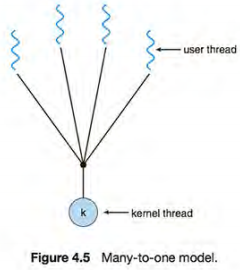 user thread
k
kernel thread
Figure 4.5 Many-to-one model.